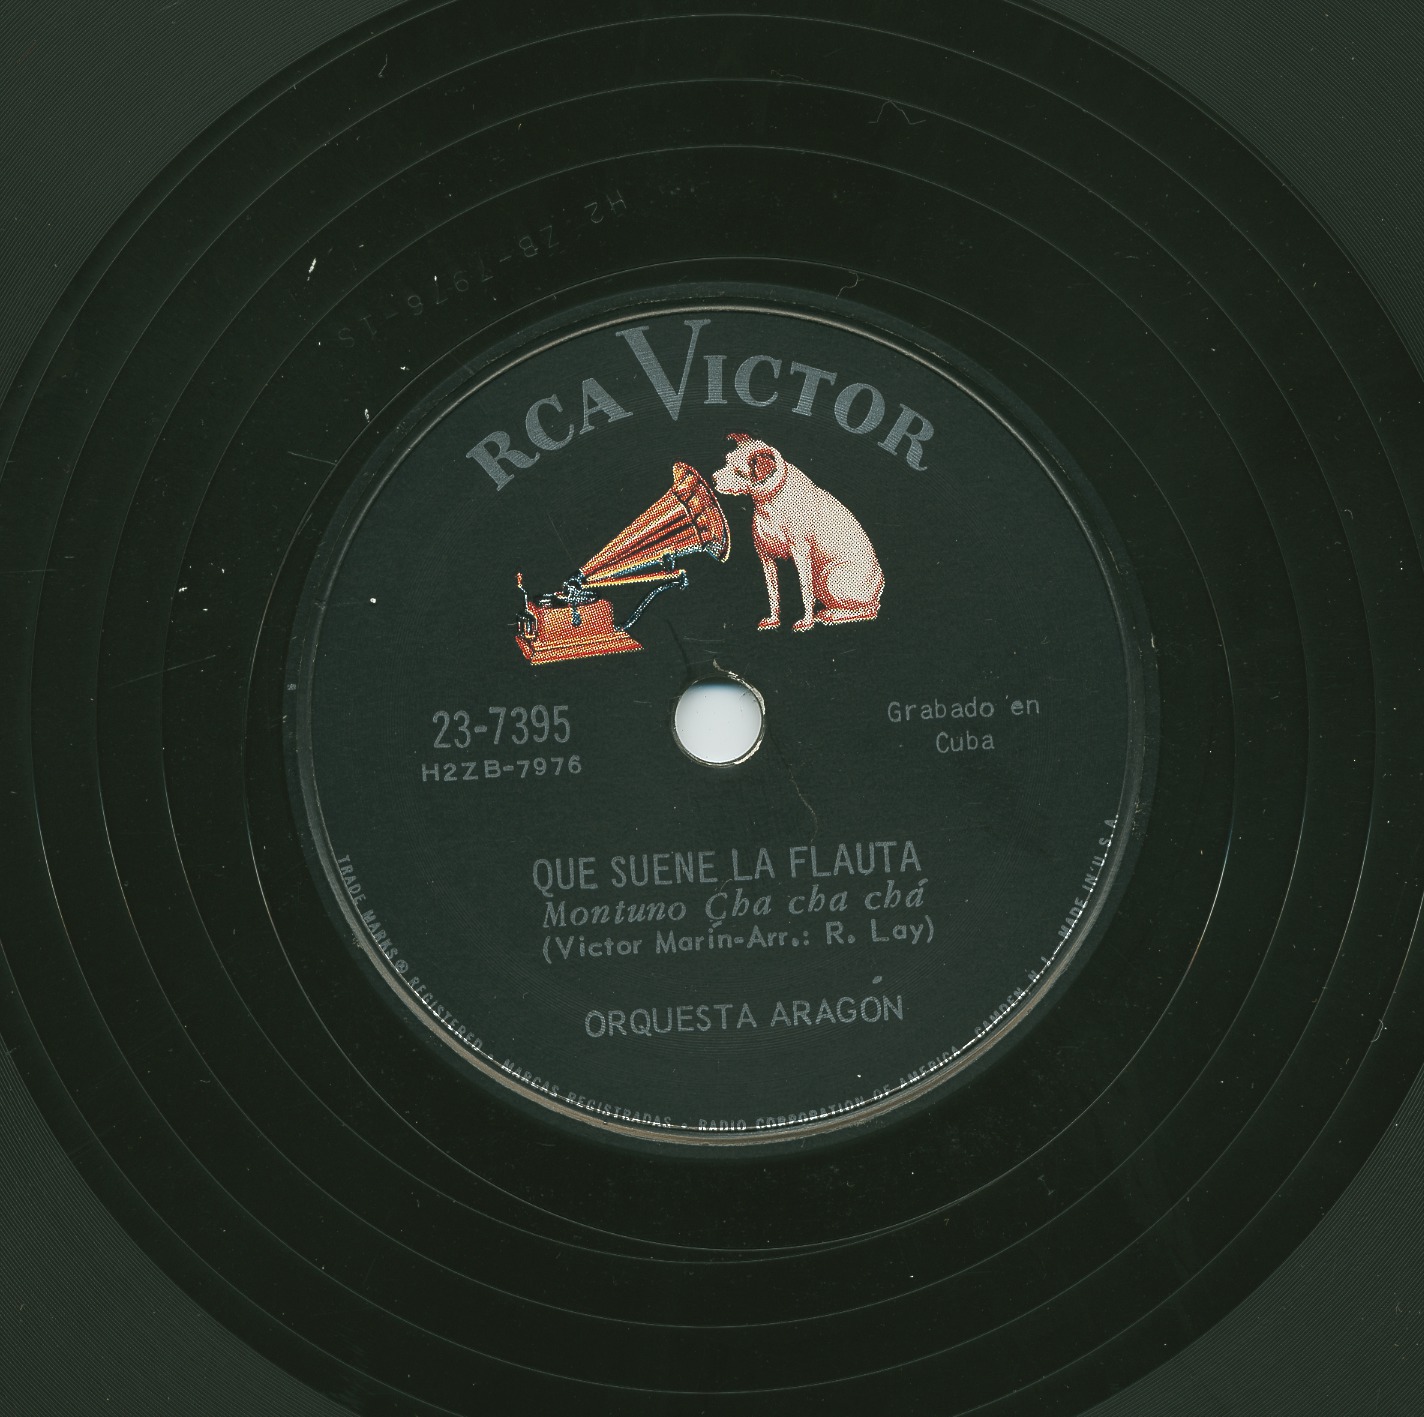 H2-ZB-7976-1S
RCA VICTOR
23-7395
H2ZB-7976
Grabado en
Cuba
QUE SUENE LA FLAUTA
Montuno Cha cha chá
(Victor Marín-Arr.: R. Lay)
ORQUESTA ARAGÓN
TRADE MARKS ® REGISTERED - MARCAS REGISTRADAS - RADIO CORPORATION OF AMERICA - CAMDEN, N. J. - MADE IN U.S.A.